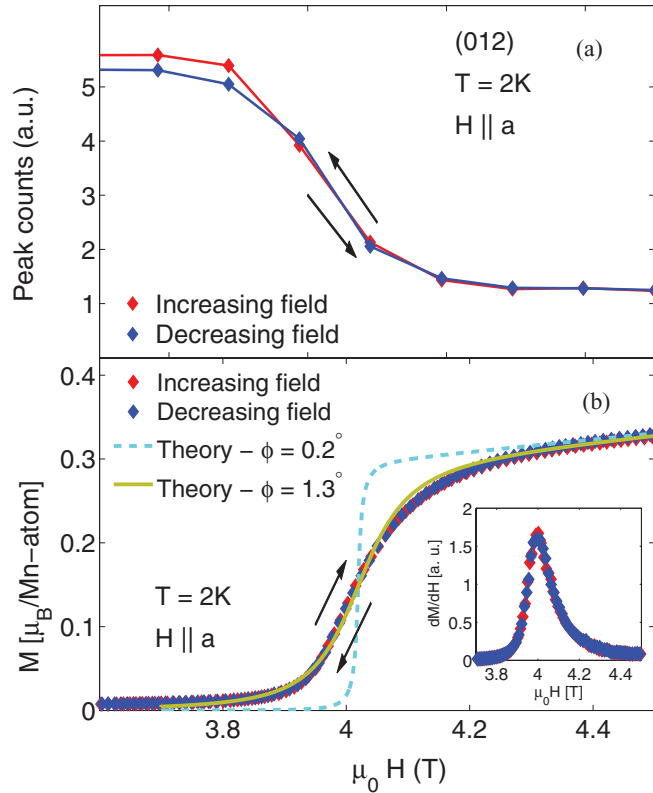 (a)
(012)
T = 2K
H || a
5
4
3
2
1
Peak counts (a.u.)
Increasing field
Decreasing field
(b)
Increasing field
Decreasing field
Theory − ϕ = 0.2°
Theory − ϕ = 1.3°
0.4
0.3
0.2
0.1
0
M [μB/Mn−atom]
T = 2K
H || a
2
1.5
1
0.5
0
dM/dH [a. u.]
3.8 4 4.2 4.4
μ0H [T]
3.8 4 4.2 4.4
μ0 H (T)